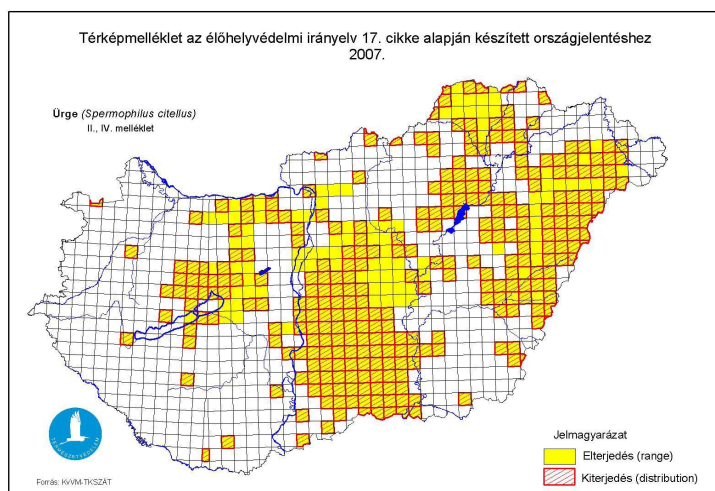 Térképmelléklet az élőhelyvédelmi irányelv 17. cikke alapján készített országjelentéshez
2007.
Ürge (Spermophilus citellus)
II., IV. melléklet
TERMÉSZETVÉDELEM
Jelmagyarázat
Elterjedés (range)
Kiterjedés (distribution)
Forrás: KvVM-TKSZÁT